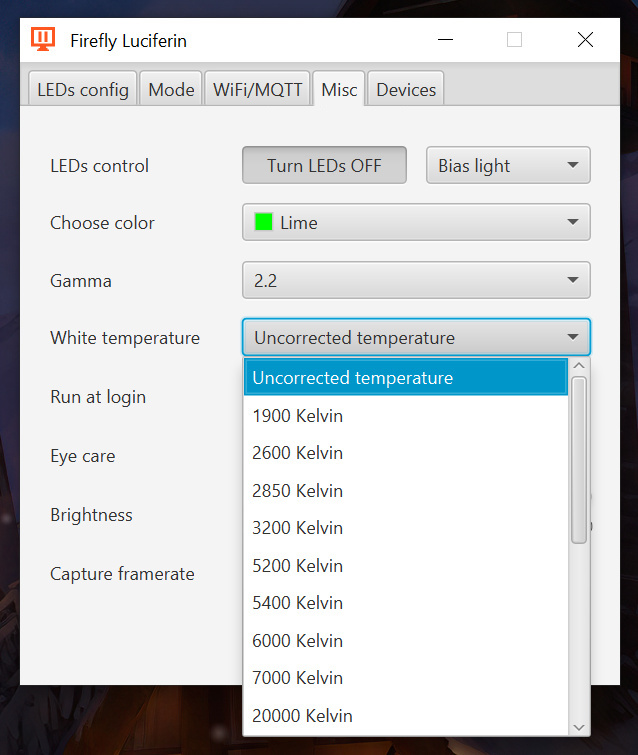 Firefly Luciferin
LEDs config Mode WiFi/MQTT Misc Devices
LEDs control Turn LEDs OFF Bias light
Choose color Lime
Gamma 2.2
White temperature Uncorrected temperature
Uncorrected temperature
Run at login
1900 Kelvin
2600 Kelvin
Eye care
2850 Kelvin
Brightness
3200 Kelvin
5200 Kelvin
Capture framerate
5400 Kelvin
6000 Kelvin
7000 Kelvin
20000 Kelvin